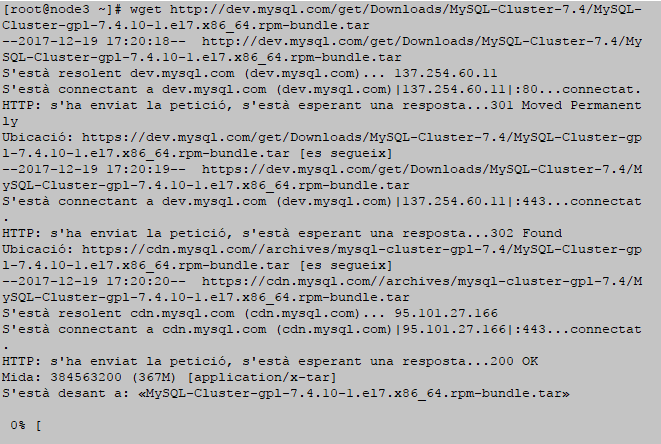 [root@node3 ~]# wget http://dev.mysql.com/get/Downloads/MySQL-Cluster-7.4/MySQL-
Cluster-gpl-7.4.10-1.el7.x86_64.rpm-bundle.tar
--2017-12-19 17:20:18--  http://dev.mysql.com/get/Downloads/MySQL-Cluster-7.4/My
SQL-Cluster-gpl-7.4.10-1.el7.x86_64.rpm-bundle.tar
S'està resolent dev.mysql.com (dev.mysql.com)... 137.254.60.11
S'està connectant a dev.mysql.com (dev.mysql.com)|137.254.60.11|:80...connectat.
HTTP: s'ha enviat la petició, s'està esperant una resposta...301 Moved Permanent
ly
Ubicació: https://dev.mysql.com/get/Downloads/MySQL-Cluster-7.4/MySQL-Cluster-gp
l-7.4.10-1.el7.x86_64.rpm-bundle.tar [es segueix]
--2017-12-19 17:20:19--  https://dev.mysql.com/get/Downloads/MySQL-Cluster-7.4/M
ySQL-Cluster-gpl-7.4.10-1.el7.x86_64.rpm-bundle.tar
S'està connectant a dev.mysql.com (dev.mysql.com)|137.254.60.11|:443...connectat
.
HTTP: s'ha enviat la petició, s'està esperant una resposta...302 Found
Ubicació: https://cdn.mysql.com//archives/mysql-cluster-gpl-7.4/MySQL-Cluster-gp
l-7.4.10-1.el7.x86_64.rpm-bundle.tar [es segueix]
--2017-12-19 17:20:20--  https://cdn.mysql.com//archives/mysql-cluster-gpl-7.4/M
ySQL-Cluster-gpl-7.4.10-1.el7.x86_64.rpm-bundle.tar
S'està resolent cdn.mysql.com (cdn.mysql.com)... 95.101.27.166
S'està connectant a cdn.mysql.com (cdn.mysql.com)|95.101.27.166|:443...connectat
.
HTTP: s'ha enviat la petició, s'està esperant una resposta...200 OK
Mida: 384563200 (367M) [application/x-tar]
S'està desant a: «MySQL-Cluster-gpl-7.4.10-1.el7.x86_64.rpm-bundle.tar»
0% [